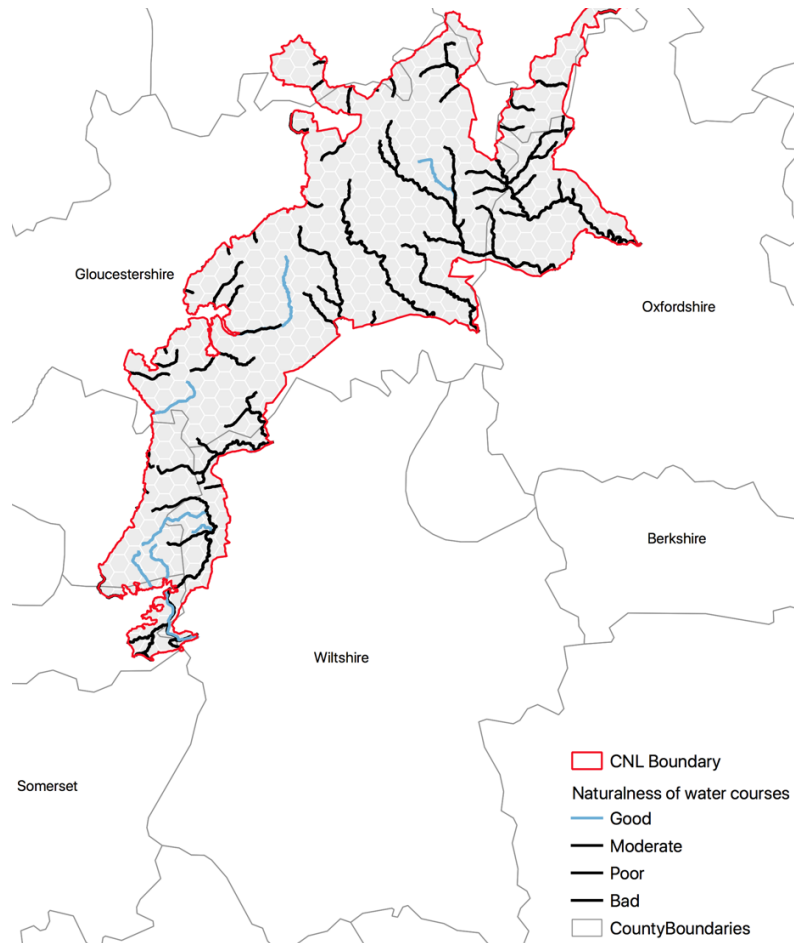 Gloucestershire
Oxfordshire
Berkshire
Wiltshire
Somerset
CNL Boundary
Naturalness of water courses
Good
Moderate
Poor
Bad
CountyBoundaries